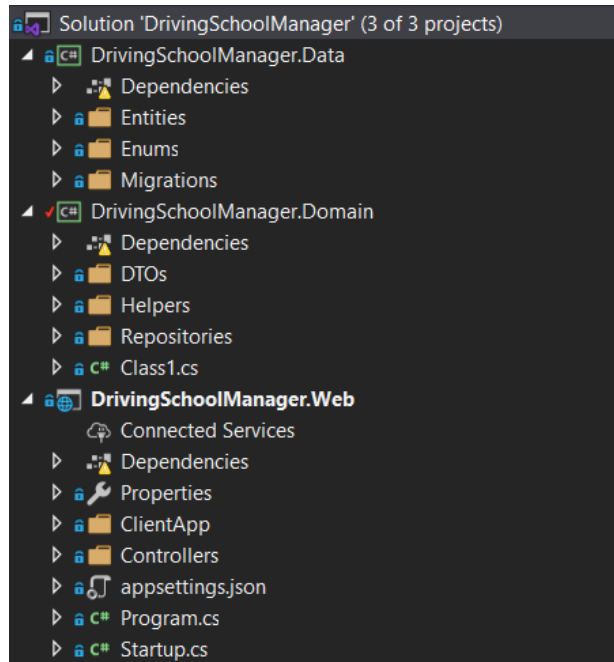 Solution 'DrivingSchoolManager' (3 of 3 projects)
C# DrivingSchoolManager.Data
Dependencies
Entities
Enums
Migrations
C# DrivingSchoolManager.Domain
Dependencies
DTOs
Helpers
Repositories
C# Class1.cs
DrivingSchoolManager.Web
Connected Services
Dependencies
Properties
ClientApp
Controllers
appsettings.json
C# Program.cs
C# Startup.cs